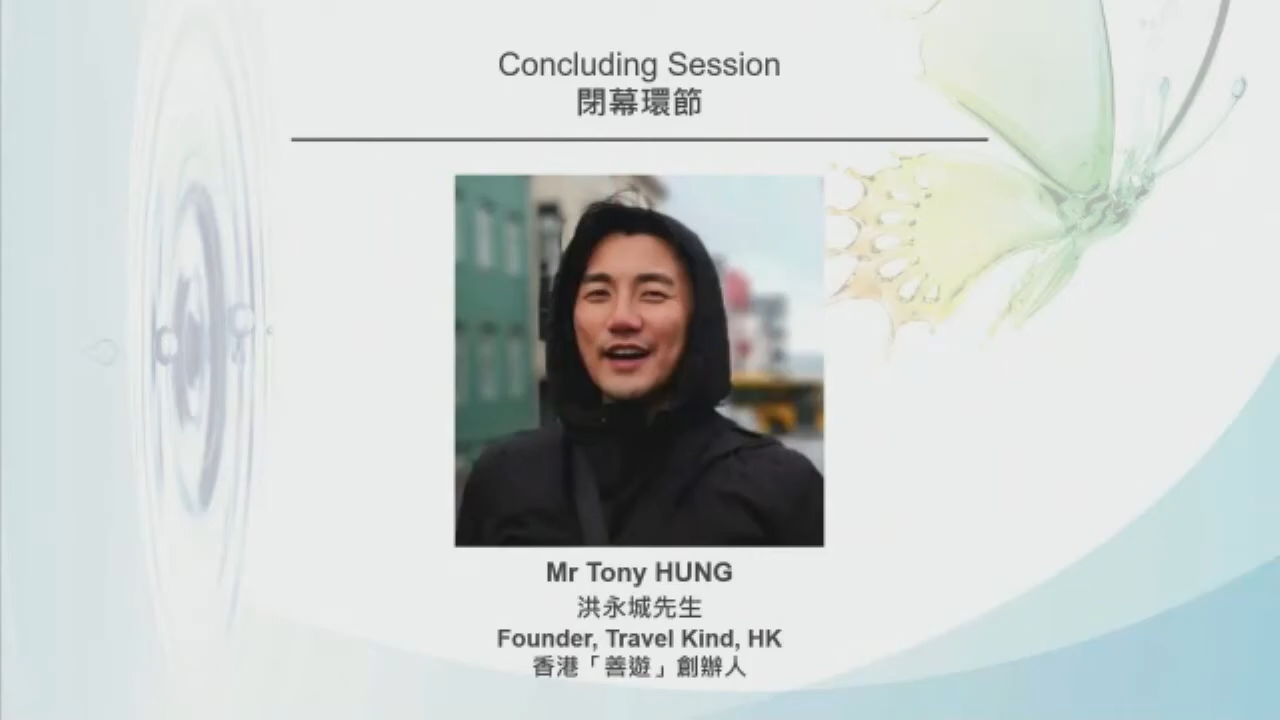 Concluding Session
閉幕環節
Mr Tony HUNG
洪永城先生
Founder, Travel Kind, HK
香港「善遊」創辦人